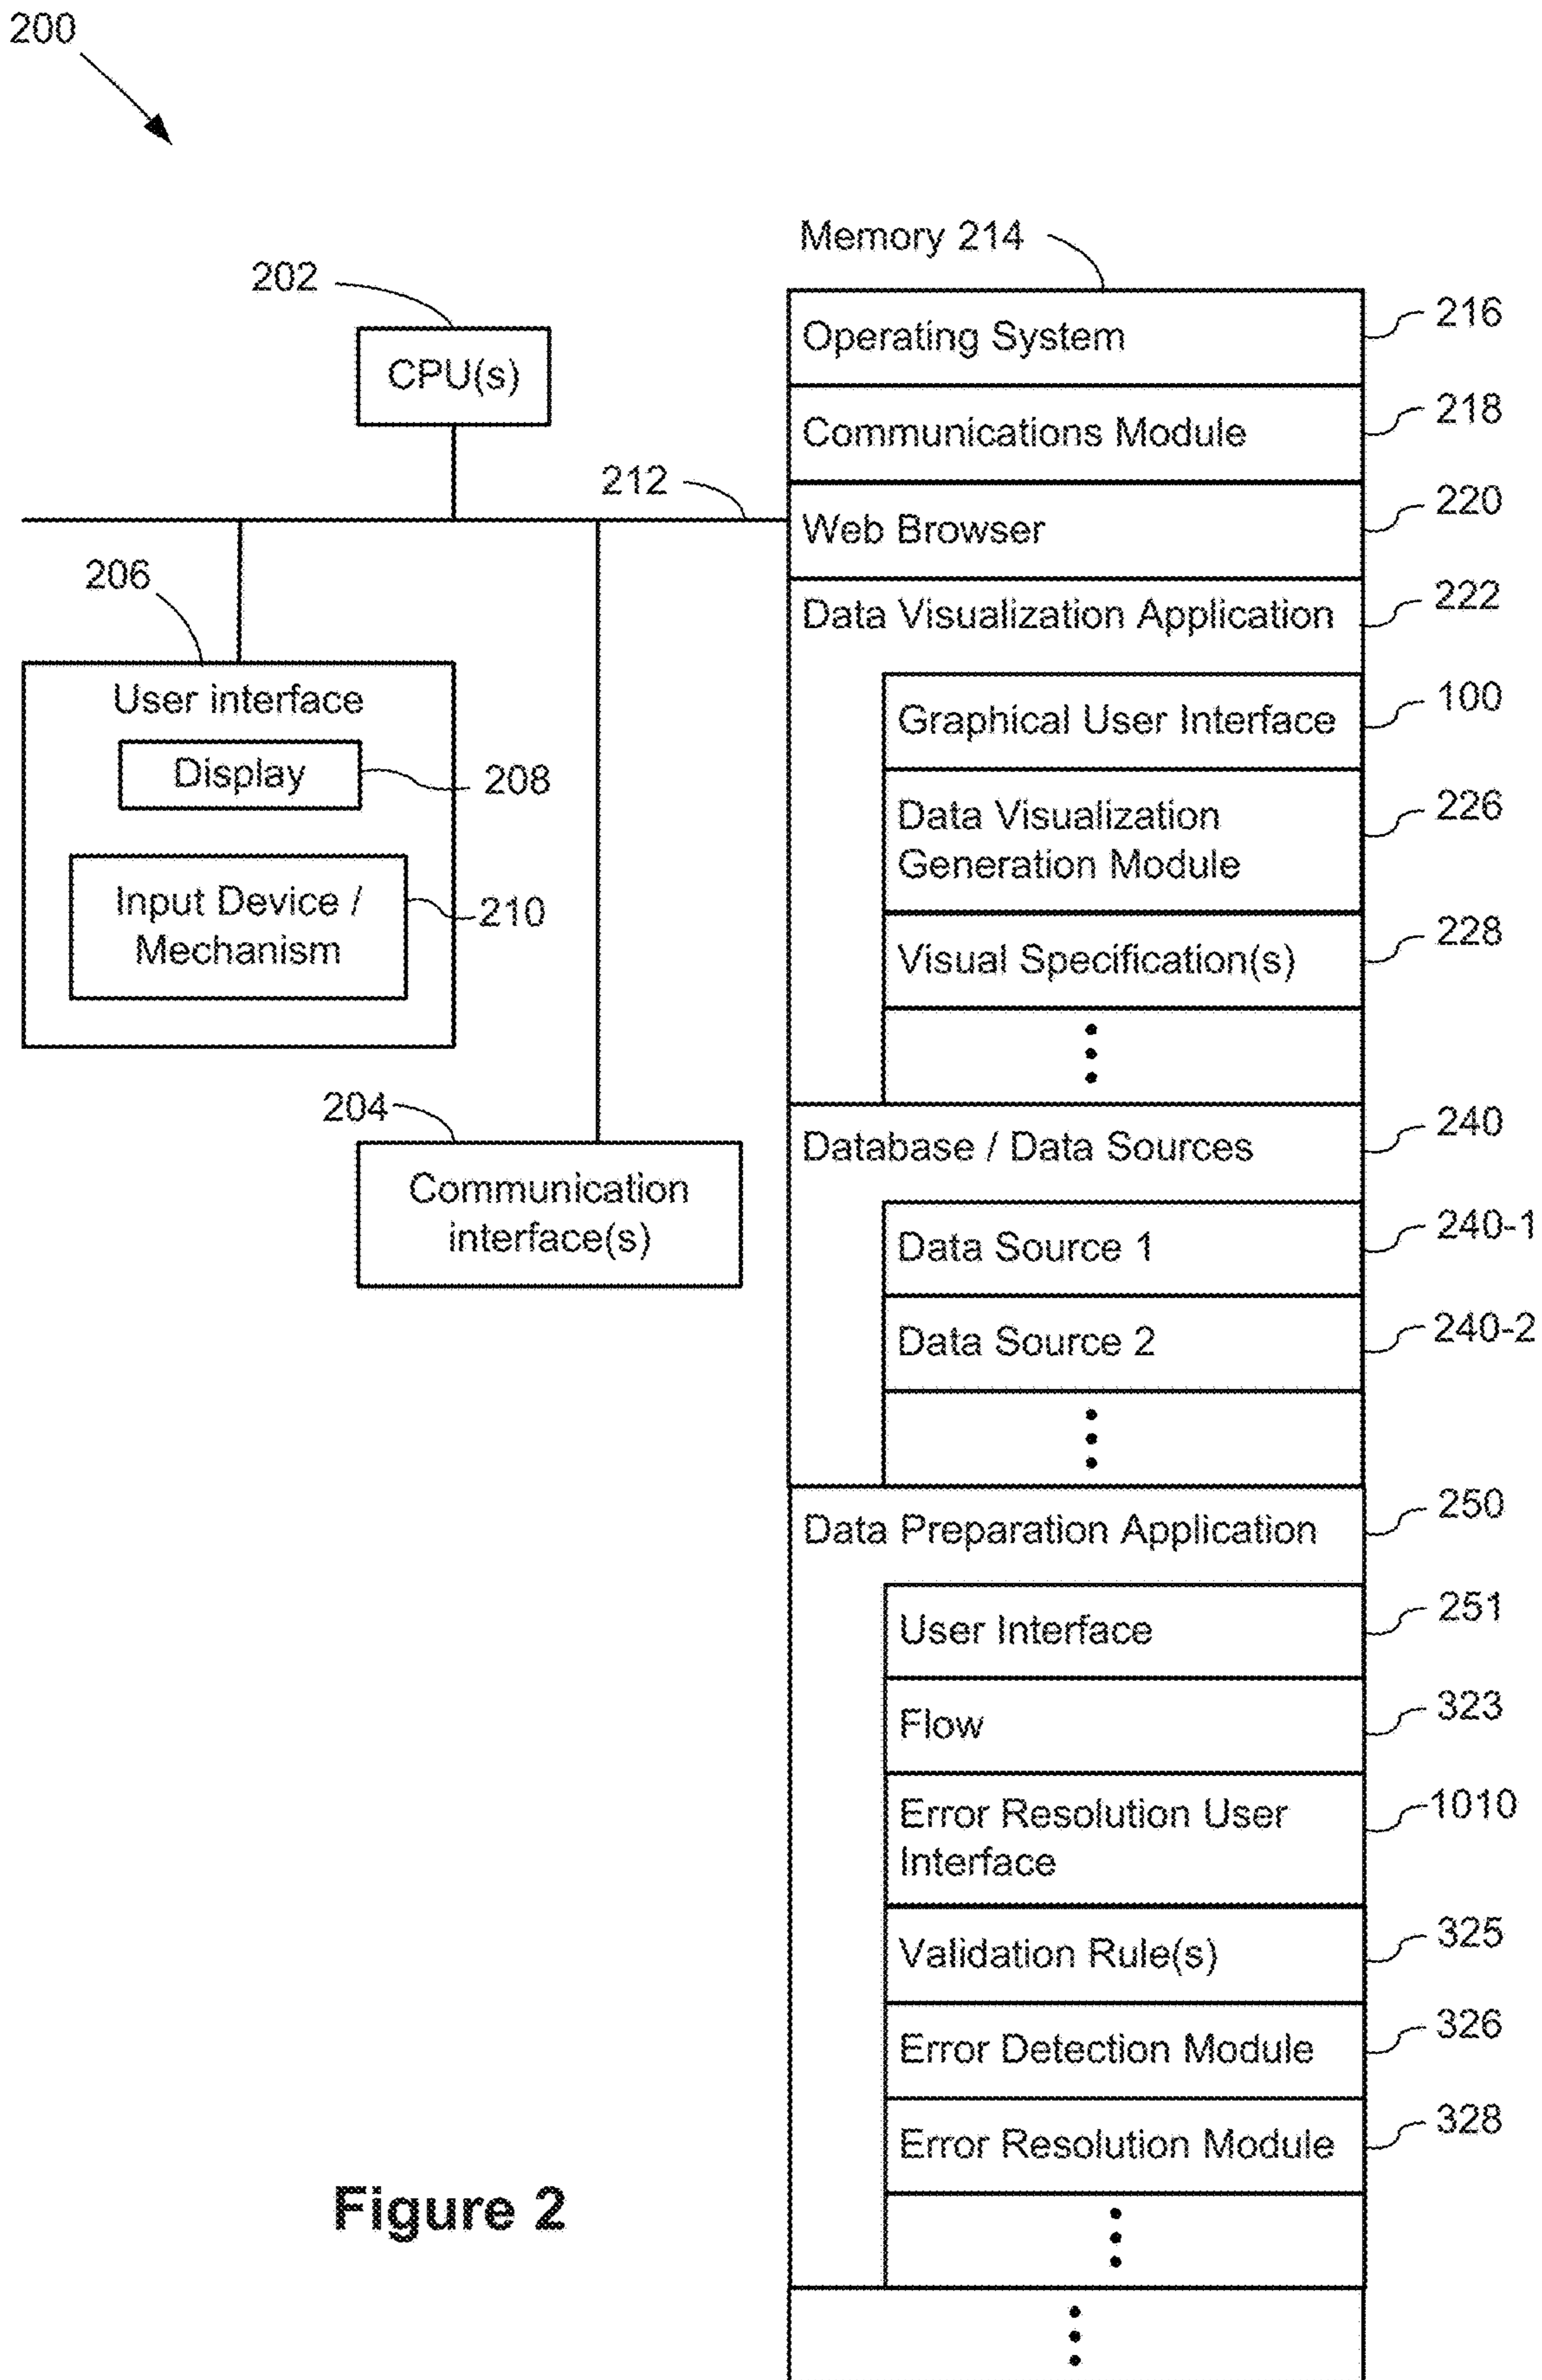 200
Memory 214
202
CPU(s)
212
206
User interface
Display
208
Input Device /
Mechanism
210
204
Communication
interface(s)
Operating System
216
Communications Module
218
Web Browser
220
Data Visualization Application
222
Graphical User Interface
100
Data Visualization
Generation Module
226
Visual Specification(s)
228
Database / Data Sources
240
Data Source 1
240-1
Data Source 2
240-2
Data Preparation Application
250
User Interface
251
Flow
323
Error Resolution User
Interface
1010
Validation Rule(s)
325
Error Detection Module
326
Error Resolution Module
328
Figure 2